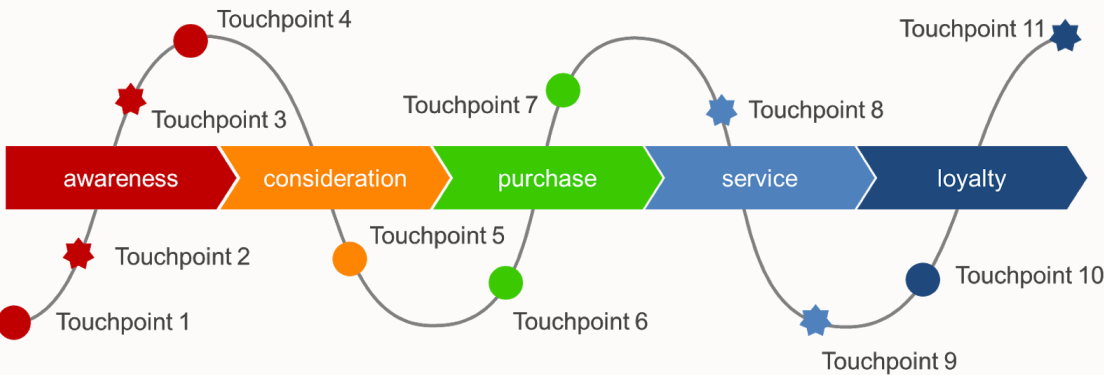 Touchpoint 4
Touchpoint 11
Touchpoint 7
Touchpoint 8
Touchpoint 3
awareness
consideration
purchase
service
loyalty
Touchpoint 5
Touchpoint 2
Touchpoint 10
Touchpoint 1
Touchpoint 6
Touchpoint 9